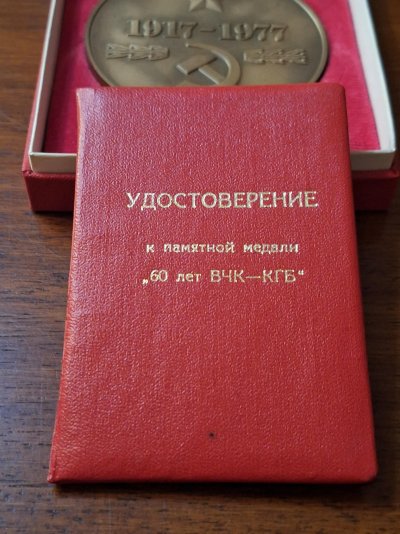 1917-1977
УДОСТОВЕРЕНИЕ
к памятной медали
„60 лет ВЧК—КГБ"